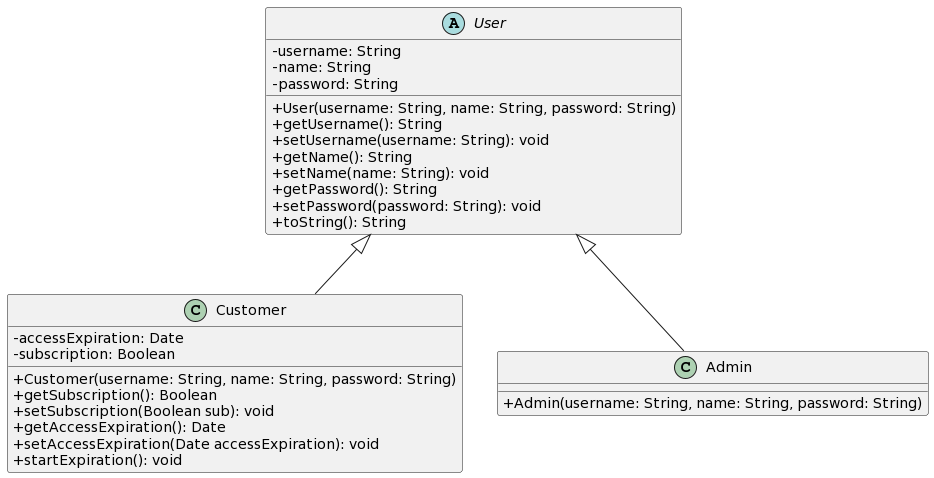 A User
-username: String
-name: String
-password: String
+User(username: String, name: String, password: String)
+getUsername(): String
+setUsername(username: String): void
+getName(): String
+setName(name: String): void
+getPassword(): String
+setPassword(password: String): void
+toString(): String
C Customer
-accessExpiration: Date
-subscription: Boolean
+Customer(username: String, name: String, password: String)
+getSubscription(): Boolean
+setSubscription(Boolean sub): void
+getAccessExpiration(): Date
+setAccessExpiration(Date accessExpiration): void
+startExpiration(): void
C Admin
+Admin(username: String, name: String, password: String)